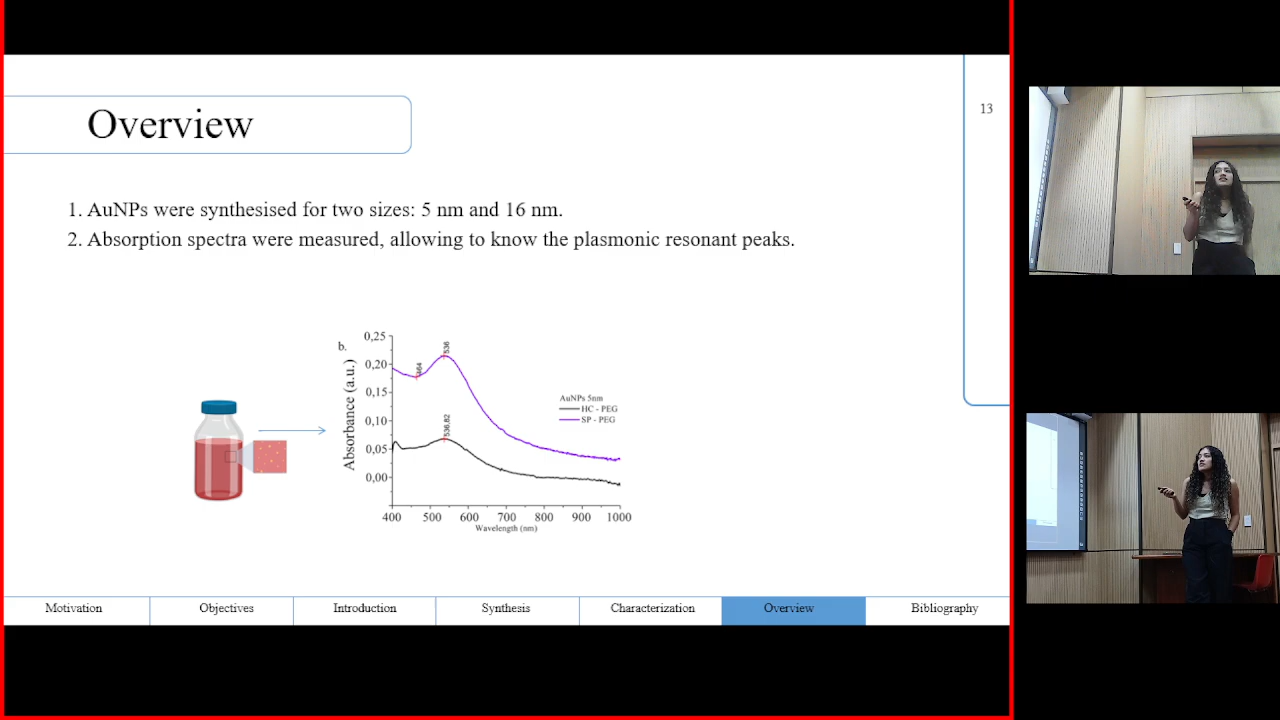 Overview
13
1. AuNPs were synthesised for two sizes: 5 nm and 16 nm.
2. Absorption spectra were measured, allowing to know the plasmonic resonant peaks.
b.
Absorbance (a.u.)
0,25
0,20
0,15
0,10
0,05
0,00
464
536
536,82
AuNPs 5nm
HC - PEG
SP - PEG
400 500 600 700 800 900 1000
Wavelength (nm)
Motivation Objectives Introduction Synthesis Characterization Overview Bibliography